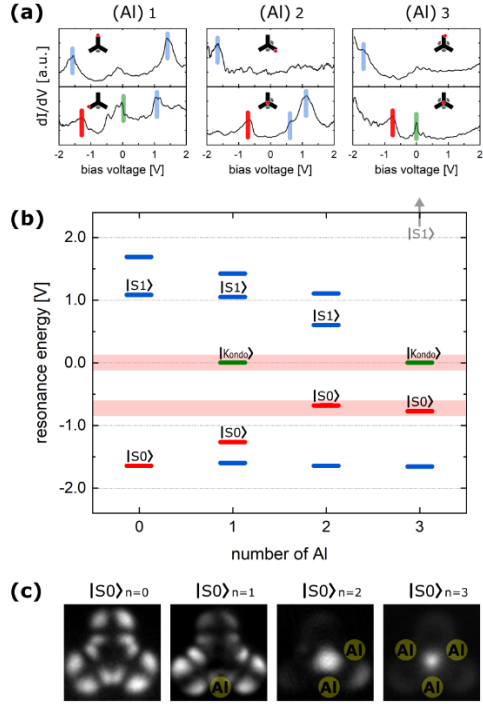 (a)
(Al) 1
(Al) 2
(Al) 3
dI/dV [a.u.]
-2 -1 0 1 2
-2 -1 0 1 2
-2 -1 0 1 2
bias voltage [V]
bias voltage [V]
bias voltage [V]
(b)
|S1⟩
2.0
|S1⟩
|S1⟩
1.0
|S1⟩
|Kondo⟩
|Kondo⟩
0.0
|S0⟩
|S0⟩
-1.0
|S0⟩
|S0⟩
-2.0
resonance energy [V]
0 1 2 3
number of Al
(c)
|S0⟩n=0
|S0⟩n=1
|S0⟩n=2
|S0⟩n=3
Al
Al
Al
Al
Al
Al